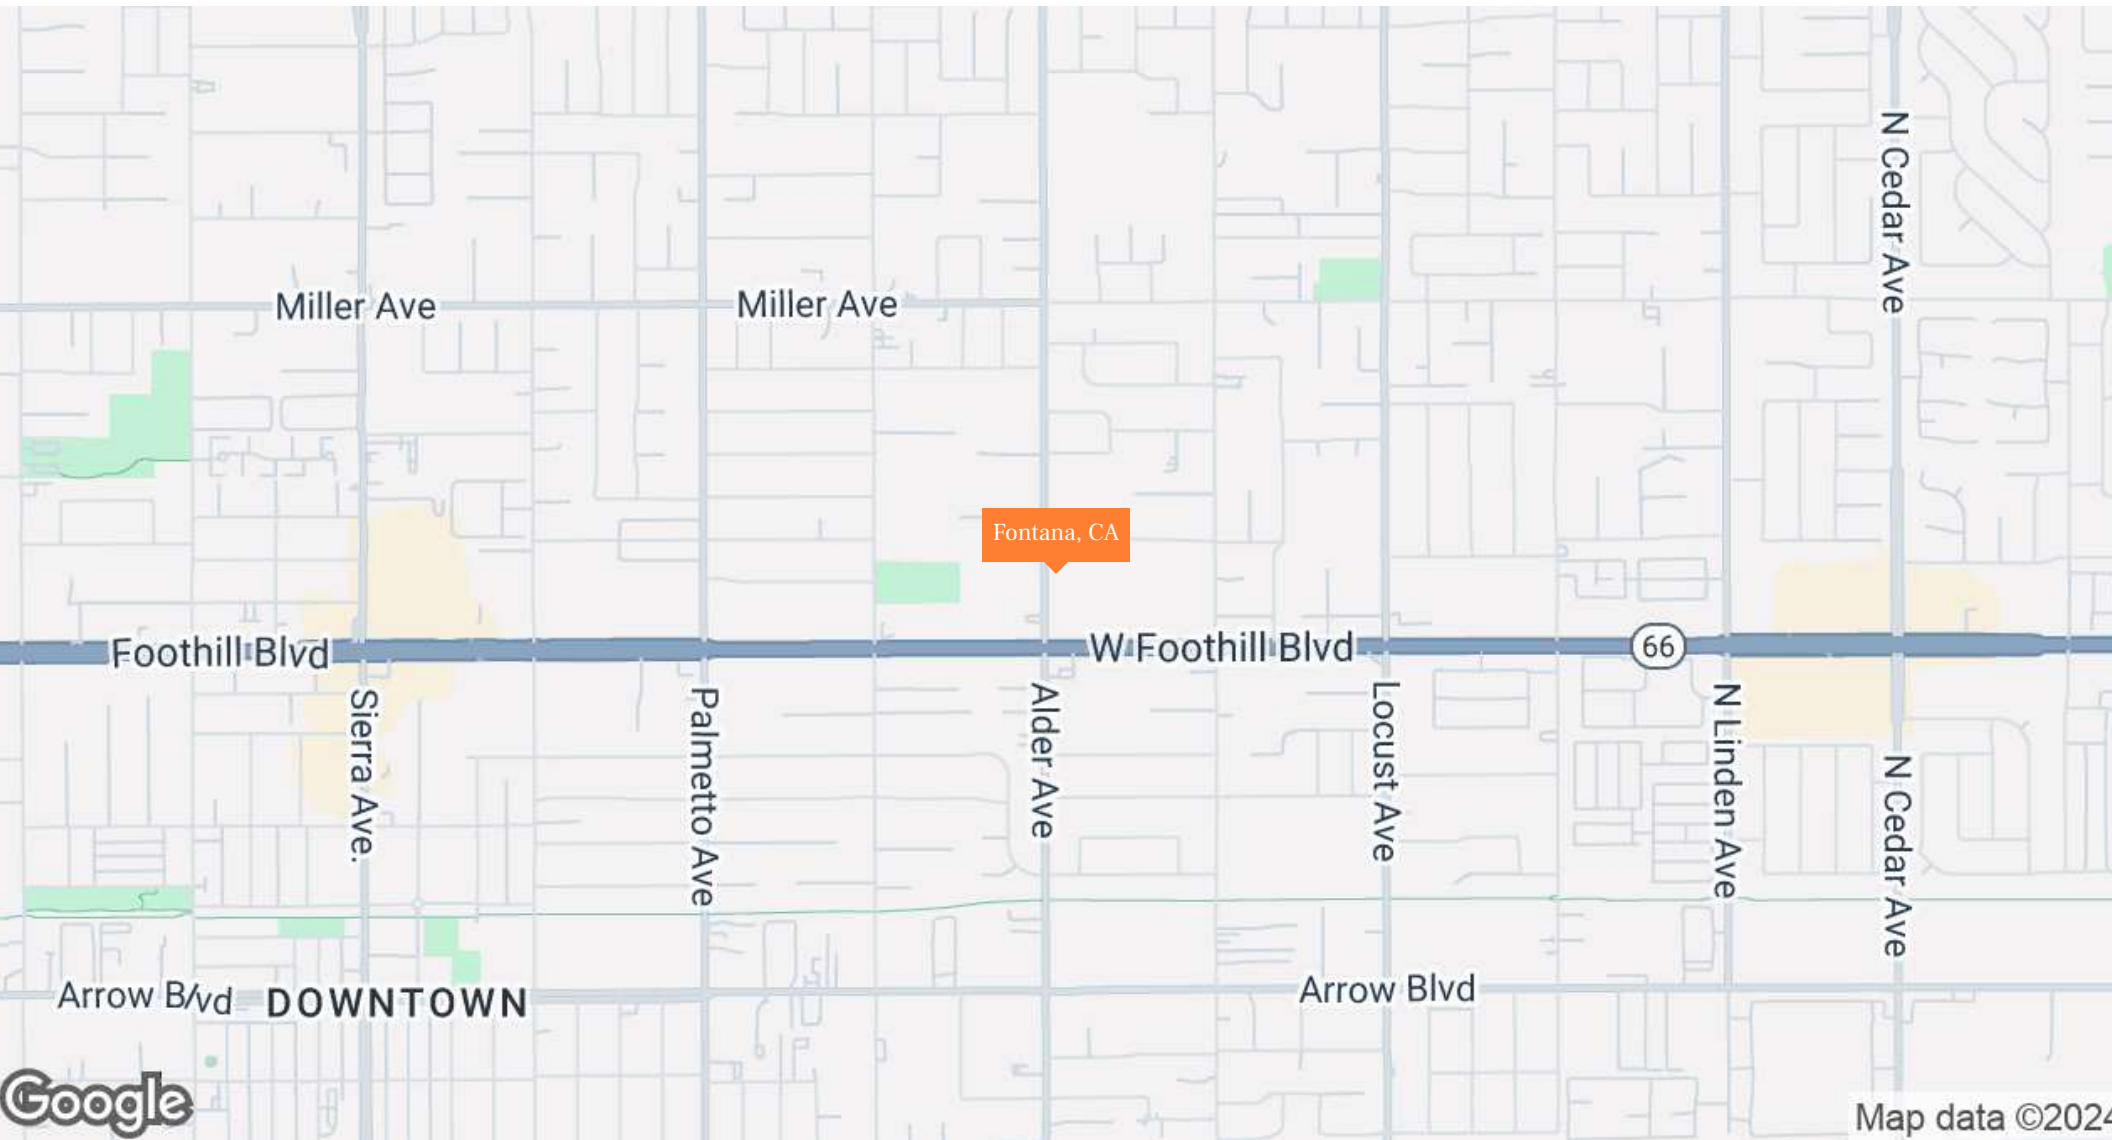 N Cedar Ave
Miller Ave
Miller Ave
Fontana, CA
Foothill Blvd
W Foothill Blvd
66
Sierra Ave.
Palmetto Ave
Alder Ave
Locust Ave
N Linden Ave
N Cedar Ave
Arrow Blvd
DOWNTOWN
Arrow Blvd
Google
Map data ©2024